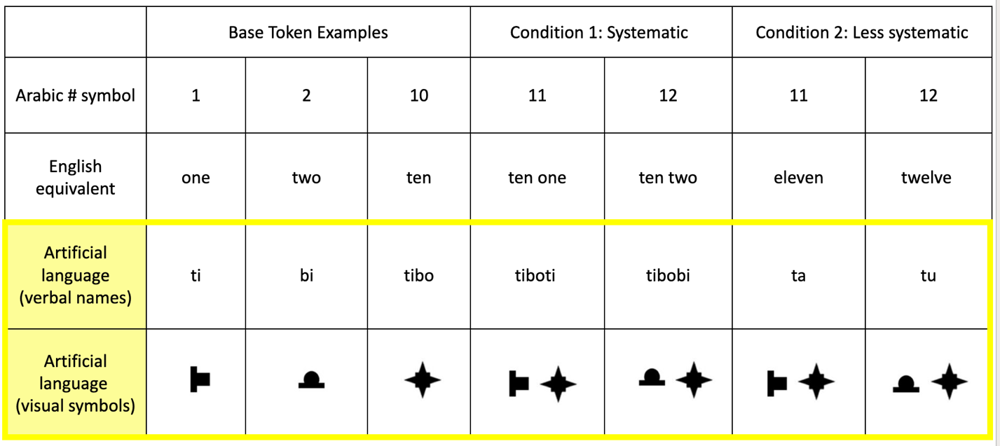 Base Token Examples Condition 1: Systematic Condition 2: Less systematic
Arabic # symbol 1 2 10 11 12 11 12
English
equivalent one two ten ten one ten two eleven twelve
Artificial
language
(verbal names) ti bi tibo tiboti tibobi ta tu
Artificial
language
(visual symbols)